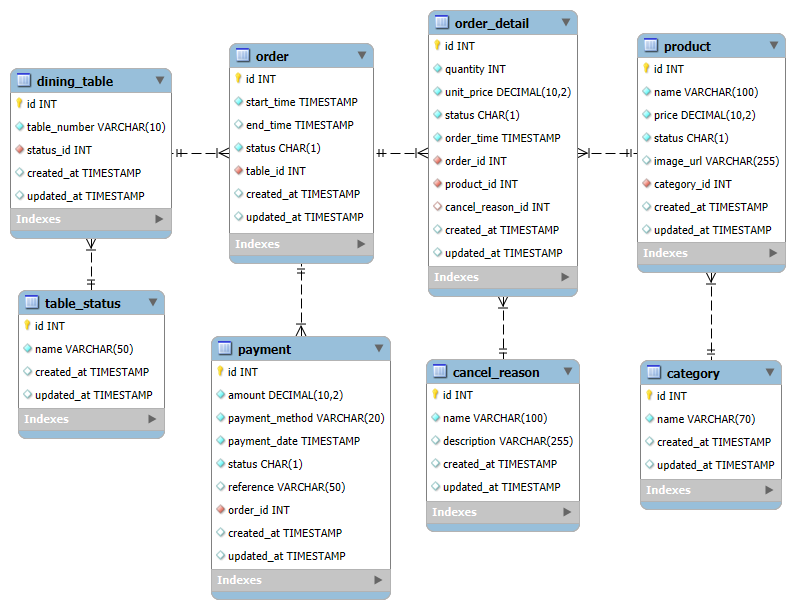 dining_table
id INT
table_number VARCHAR(10)
status_id INT
created_at TIMESTAMP
updated_at TIMESTAMP
Indexes
order
id INT
start_time TIMESTAMP
end_time TIMESTAMP
status CHAR(1)
table_id INT
created_at TIMESTAMP
updated_at TIMESTAMP
Indexes
order_detail
id INT
quantity INT
unit_price DECIMAL(10,2)
status CHAR(1)
order_time TIMESTAMP
order_id INT
product_id INT
cancel_reason_id INT
created_at TIMESTAMP
updated_at TIMESTAMP
Indexes
product
id INT
name VARCHAR(100)
price DECIMAL(10,2)
status CHAR(1)
image_url VARCHAR(255)
category_id INT
created_at TIMESTAMP
updated_at TIMESTAMP
Indexes
table_status
id INT
name VARCHAR(50)
created_at TIMESTAMP
updated_at TIMESTAMP
Indexes
payment
id INT
amount DECIMAL(10,2)
payment_method VARCHAR(20)
payment_date TIMESTAMP
status CHAR(1)
reference VARCHAR(50)
order_id INT
created_at TIMESTAMP
updated_at TIMESTAMP
Indexes
cancel_reason
id INT
name VARCHAR(100)
description VARCHAR(255)
created_at TIMESTAMP
updated_at TIMESTAMP
Indexes
category
id INT
name VARCHAR(70)
created_at TIMESTAMP
updated_at TIMESTAMP
Indexes